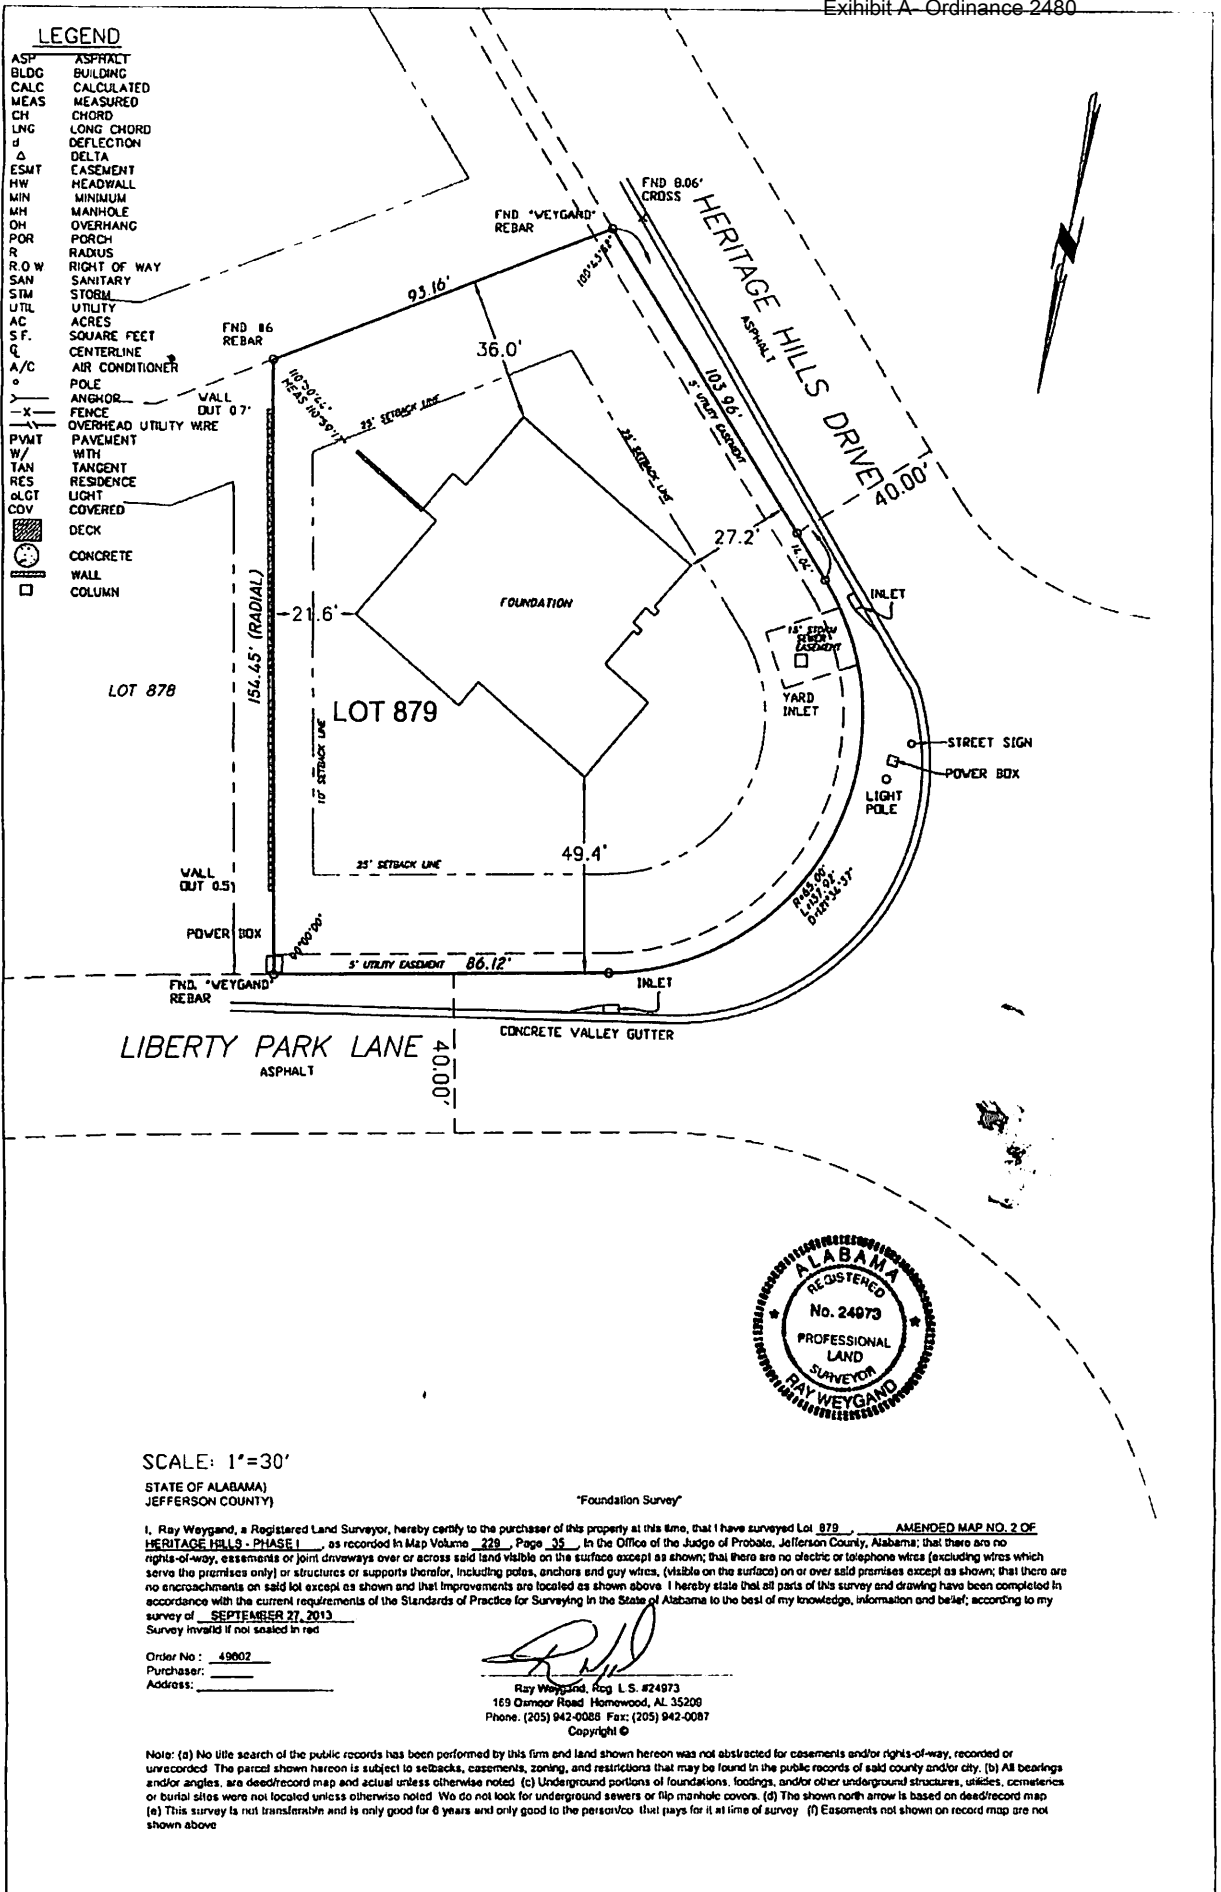 Exihibit A- Ordinance 2480
LEGEND
ASP ASPHALT
BLDG BUILDING
CALC CALCULATED
MEAS MEASURED
CH CHORD
LNG LONG CHORD
d DEFLECTION
Δ DELTA
ESMT EASEMENT
HW HEADWALL
MIN MINIMUM
MH MANHOLE
OH OVERHANG
POR PORCH
R RADIUS
R.O.W RIGHT OF WAY
SAN SANITARY
STM STORM
UTIL UTILITY
AC ACRES
S.F. SQUARE FEET
℄ CENTERLINE
A/C AIR CONDITIONER
POLE
ANCHOR
—X— FENCE
OVERHEAD UTILITY WIRE
PVMT PAVEMENT
W/ WITH
TAN TANGENT
RES RESIDENCE
LGT LIGHT
COV COVERED
DECK
CONCRETE
WALL
COLUMN
FND 8.06'
CROSS
FND "WEYGAND"
REBAR
HERITAGE HILLS DRIVE
ASPHALT
93.16'
FND #6
REBAR
36.0'
WALL
OUT 0.7'
25' SETBACK LINE
25' SETBACK LINE
103.96'
5' UTILITY EASEMENT
40.00'
27.2'
14.04'
INLET
FOUNDATION
21.6'
154.45' (RADIAL)
15' STORM
SEWER
EASEMENT
LOT 878
LOT 879
YARD
INLET
10' SETBACK LINE
STREET SIGN
POWER BOX
LIGHT
POLE
49.4'
25' SETBACK LINE
WALL
OUT 0.5'
R=65.00'
L=137.92'
POWER BOX
90°00'00"
5' UTILITY EASEMENT 86.12'
FND. "WEYGAND"
REBAR
INLET
CONCRETE VALLEY GUTTER
LIBERTY PARK LANE
ASPHALT
40.00'
ALABAMA
REGISTERED
No. 24973
PROFESSIONAL
LAND
SURVEYOR
RAY WEYGAND
SCALE: 1"=30'
STATE OF ALABAMA)
JEFFERSON COUNTY)
"Foundation Survey"
I, Ray Weygand, a Registered Land Surveyor, hereby certify to the purchaser of this property at this time, that I have surveyed Lot 879, AMENDED MAP NO. 2 OF
HERITAGE HILLS - PHASE I, as recorded in Map Volume 229, Page 35, in the Office of the Judge of Probate, Jefferson County, Alabama; that there are no
rights-of-way, easements or joint driveways over or across said land visible on the surface except as shown; that there are no electric or telephone wires (excluding wires which
serve the premises only) or structures or supports therefor, including poles, anchors and guy wires, (visible on the surface) on or over said premises except as shown; that there are
no encroachments on said lot except as shown and that improvements are located as shown above. I hereby state that all parts of this survey and drawing have been completed in
accordance with the current requirements of the Standards of Practice for Surveying in the State of Alabama to the best of my knowledge, information and belief; according to my
survey of SEPTEMBER 27, 2013
Survey invalid if not sealed in red
Order No: 49602
Purchaser:
Address:
Ray Weygand, Reg. L.S. #24973
169 Oxmoor Road Homewood, AL 35209
Phone: (205) 942-0086 Fax: (205) 942-0087
Copyright ©
Note: (a) No title search of the public records has been performed by this firm and land shown hereon was not abstracted for easements and/or rights-of-way, recorded or
unrecorded. The parcel shown hereon is subject to setbacks, easements, zoning, and restrictions that may be found in the public records of said county and/or city. (b) All bearings
and/or angles, are deed/record map and actual unless otherwise noted. (c) Underground portions of foundations, footings, and/or other underground structures, utilities, cemeteries
or burial sites were not located unless otherwise noted. We do not look for underground sewers or flip manhole covers. (d) The shown north arrow is based on deed/record map.
(e) This survey is not transferable and is only good for 6 years and only good to the person/co. that pays for it at time of survey. (f) Easements not shown on record map are not
shown above